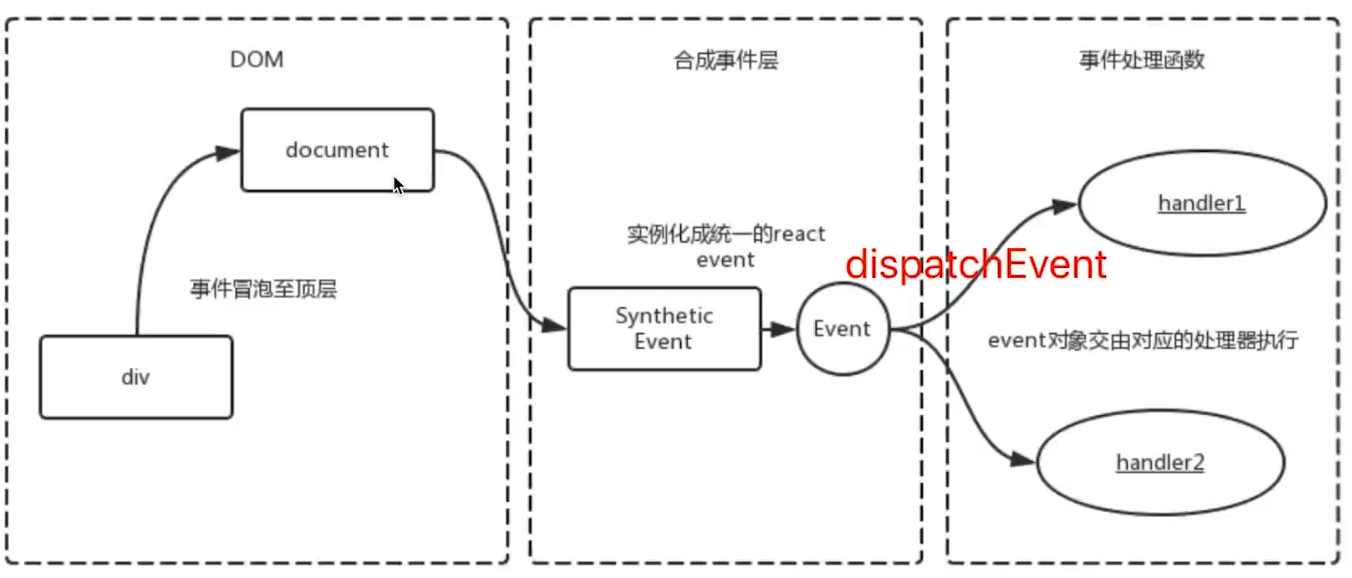 DOM
document
事件冒泡至顶层
div
合成事件层
实例化成统一的react
event
Synthetic
Event
Event
dispatchEvent
事件处理函数
handler1
event对象交由对应的处理器执行
handler2